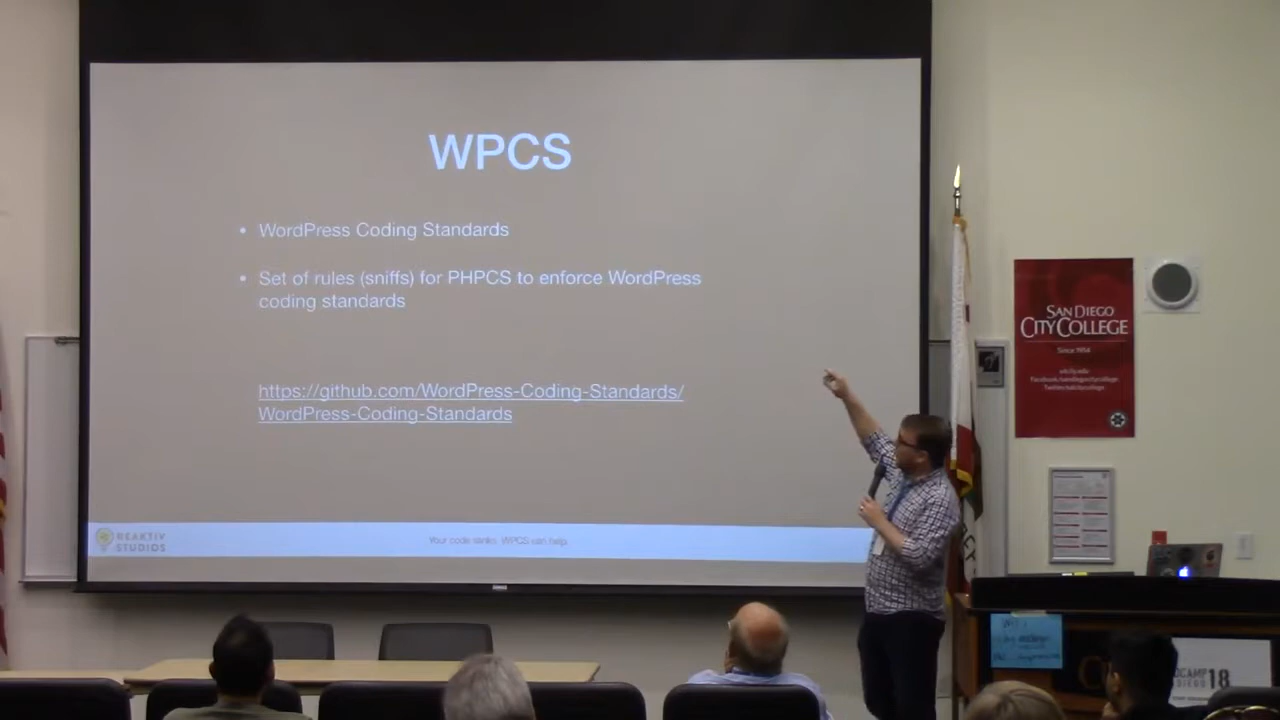 WPCS
• WordPress Coding Standards
• Set of rules (sniffs) for PHPCS to enforce WordPress
coding standards
https://github.com/WordPress-Coding-Standards/
WordPress-Coding-Standards
REAKTIV
STUDIOS
Your code stinks. WPCS can help.
SAN DIEGO
CITY COLLEGE
Since 1914
18